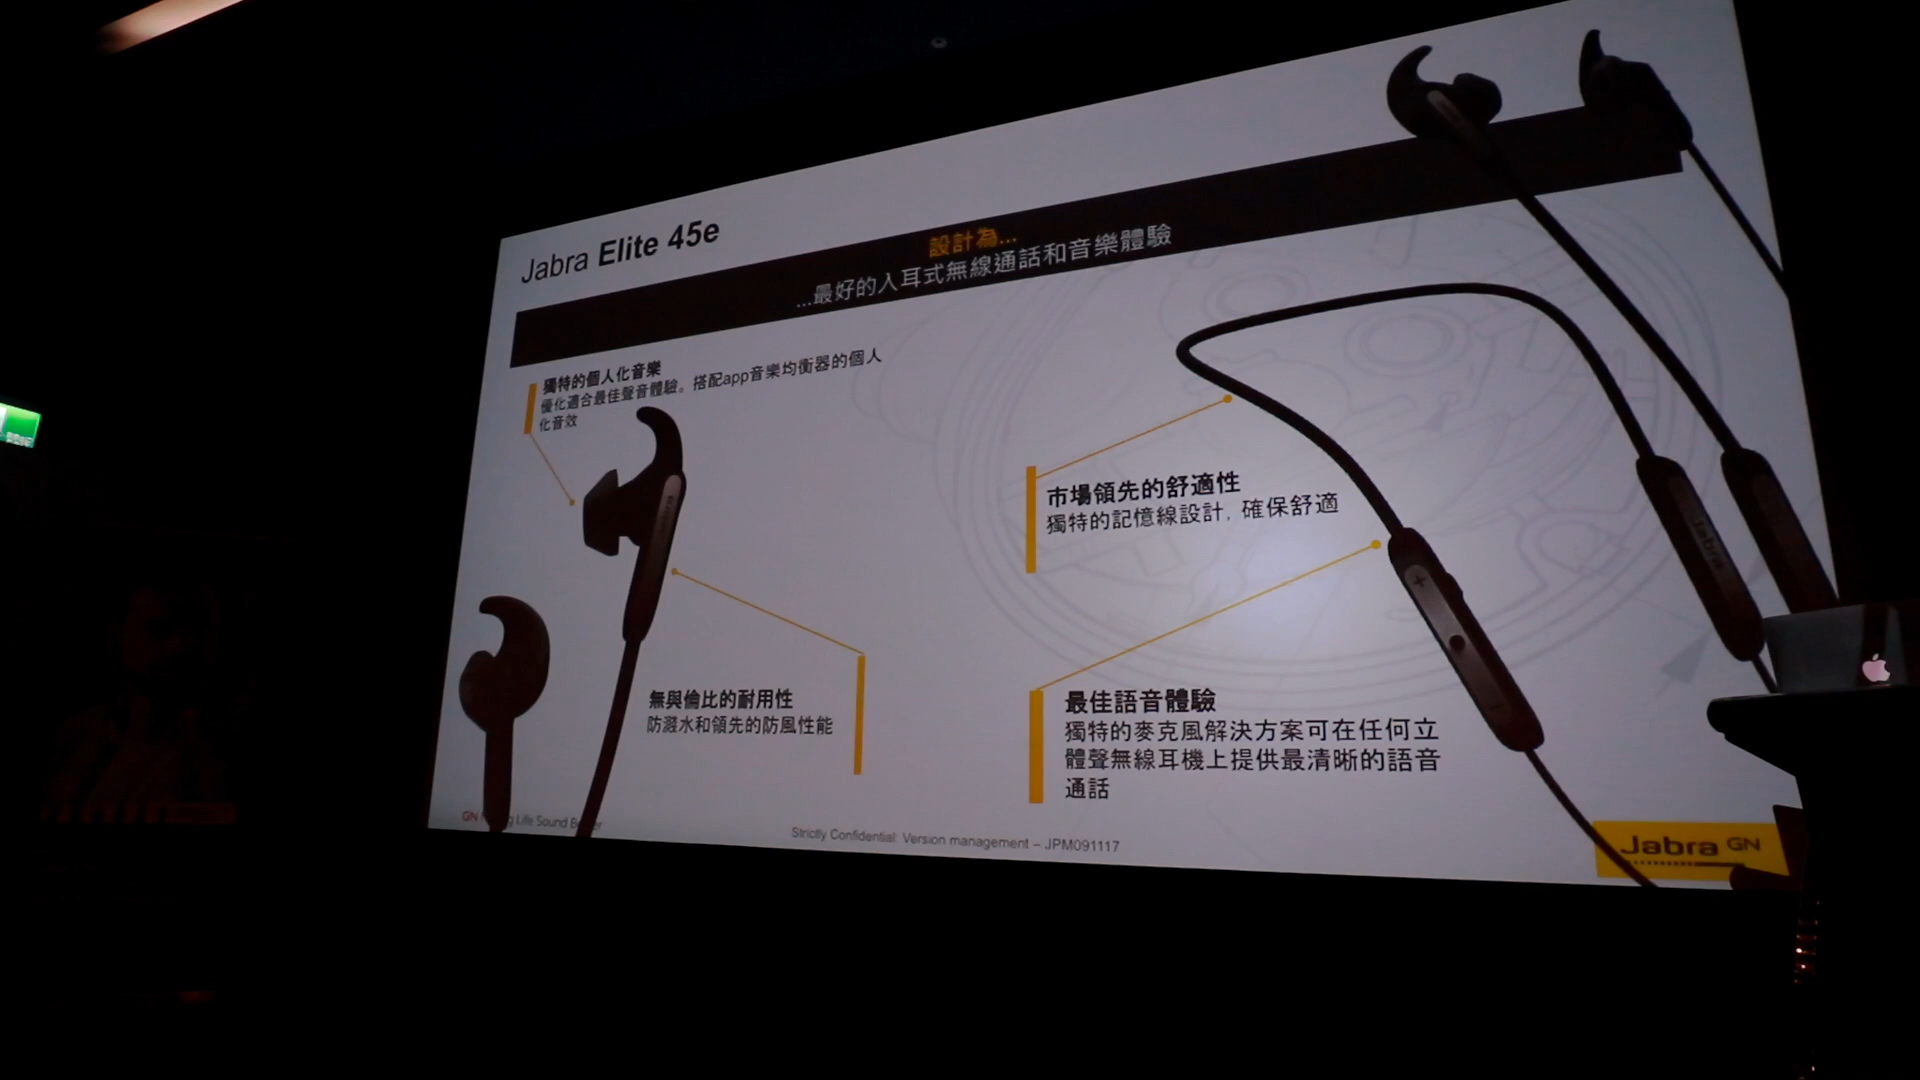 Jabra Elite 45e
設計為...
...最好的入耳式無線通話和音樂體驗
獨特的個人化音樂
優化適合最佳聲音體驗。搭配app音樂均衡器的個人
化音效
市場領先的舒適性
獨特的記憶線設計, 確保舒適
無與倫比的耐用性
防濺水和領先的防風性能
最佳語音體驗
獨特的麥克風解決方案可在任何立
體聲無線耳機上提供最清晰的語音
通話
Jabra
GN Life Sound
Strictly Confidential: Version management – JPM091117
Jabra GN